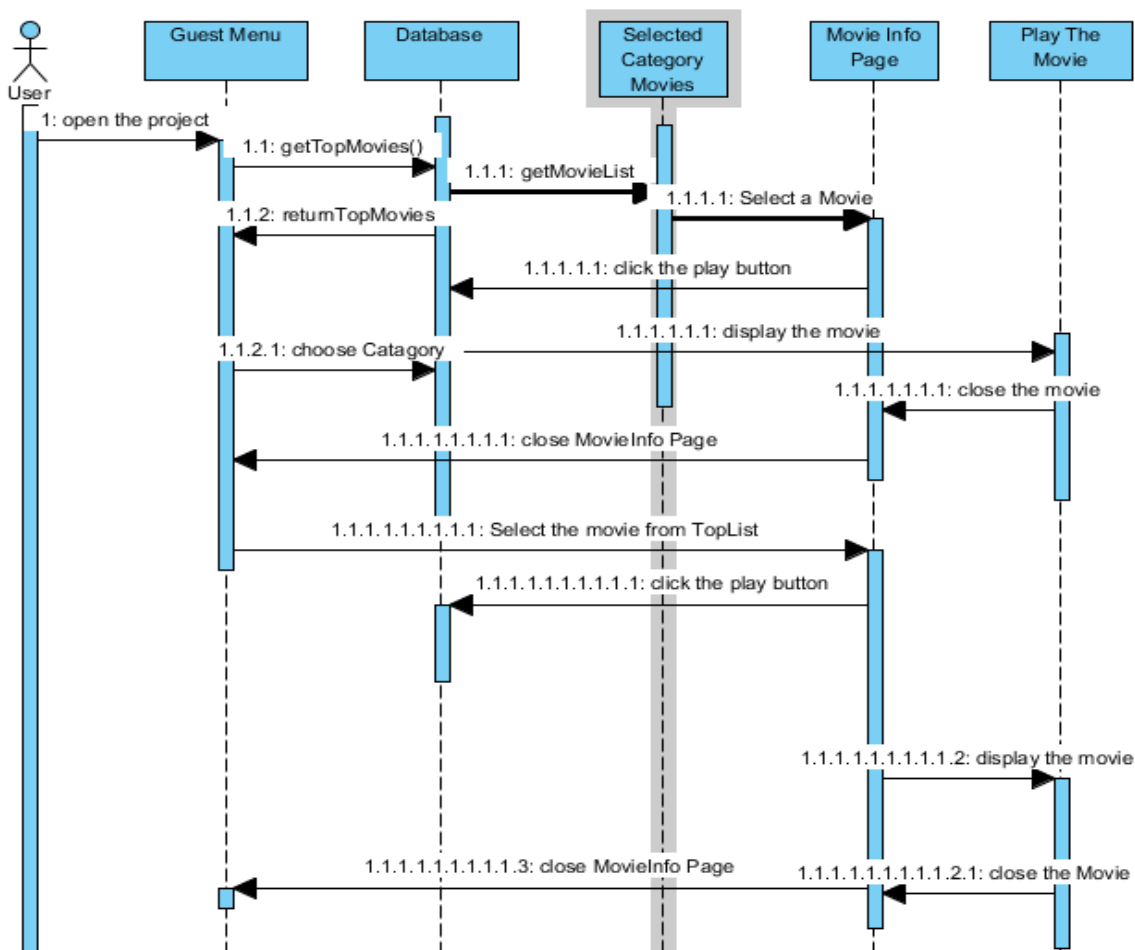 Guest Menu
Database
Selected
Category
Movies
Movie Info
Page
Play The
Movie
User
1: open the project
1.1: getTopMovies()
1.1.1: getMovieList
1.1.1.1: Select a Movie
1.1.2: returnTopMovies
1.1.1.1.1: click the play button
1.1.1.1.1.1: display the movie
1.1.2.1: choose Catagory
1.1.1.1.1.1.1: close the movie
1.1.1.1.1.1.1.1: close MovieInfo Page
1.1.1.1.1.1.1.1.1: Select the movie from TopList
1.1.1.1.1.1.1.1.1.1: click the play button
1.1.1.1.1.1.1.1.1.2: display the movie
1.1.1.1.1.1.1.1.1.3: close MovieInfo Page
1.1.1.1.1.1.1.1.1.2.1: close the Movie